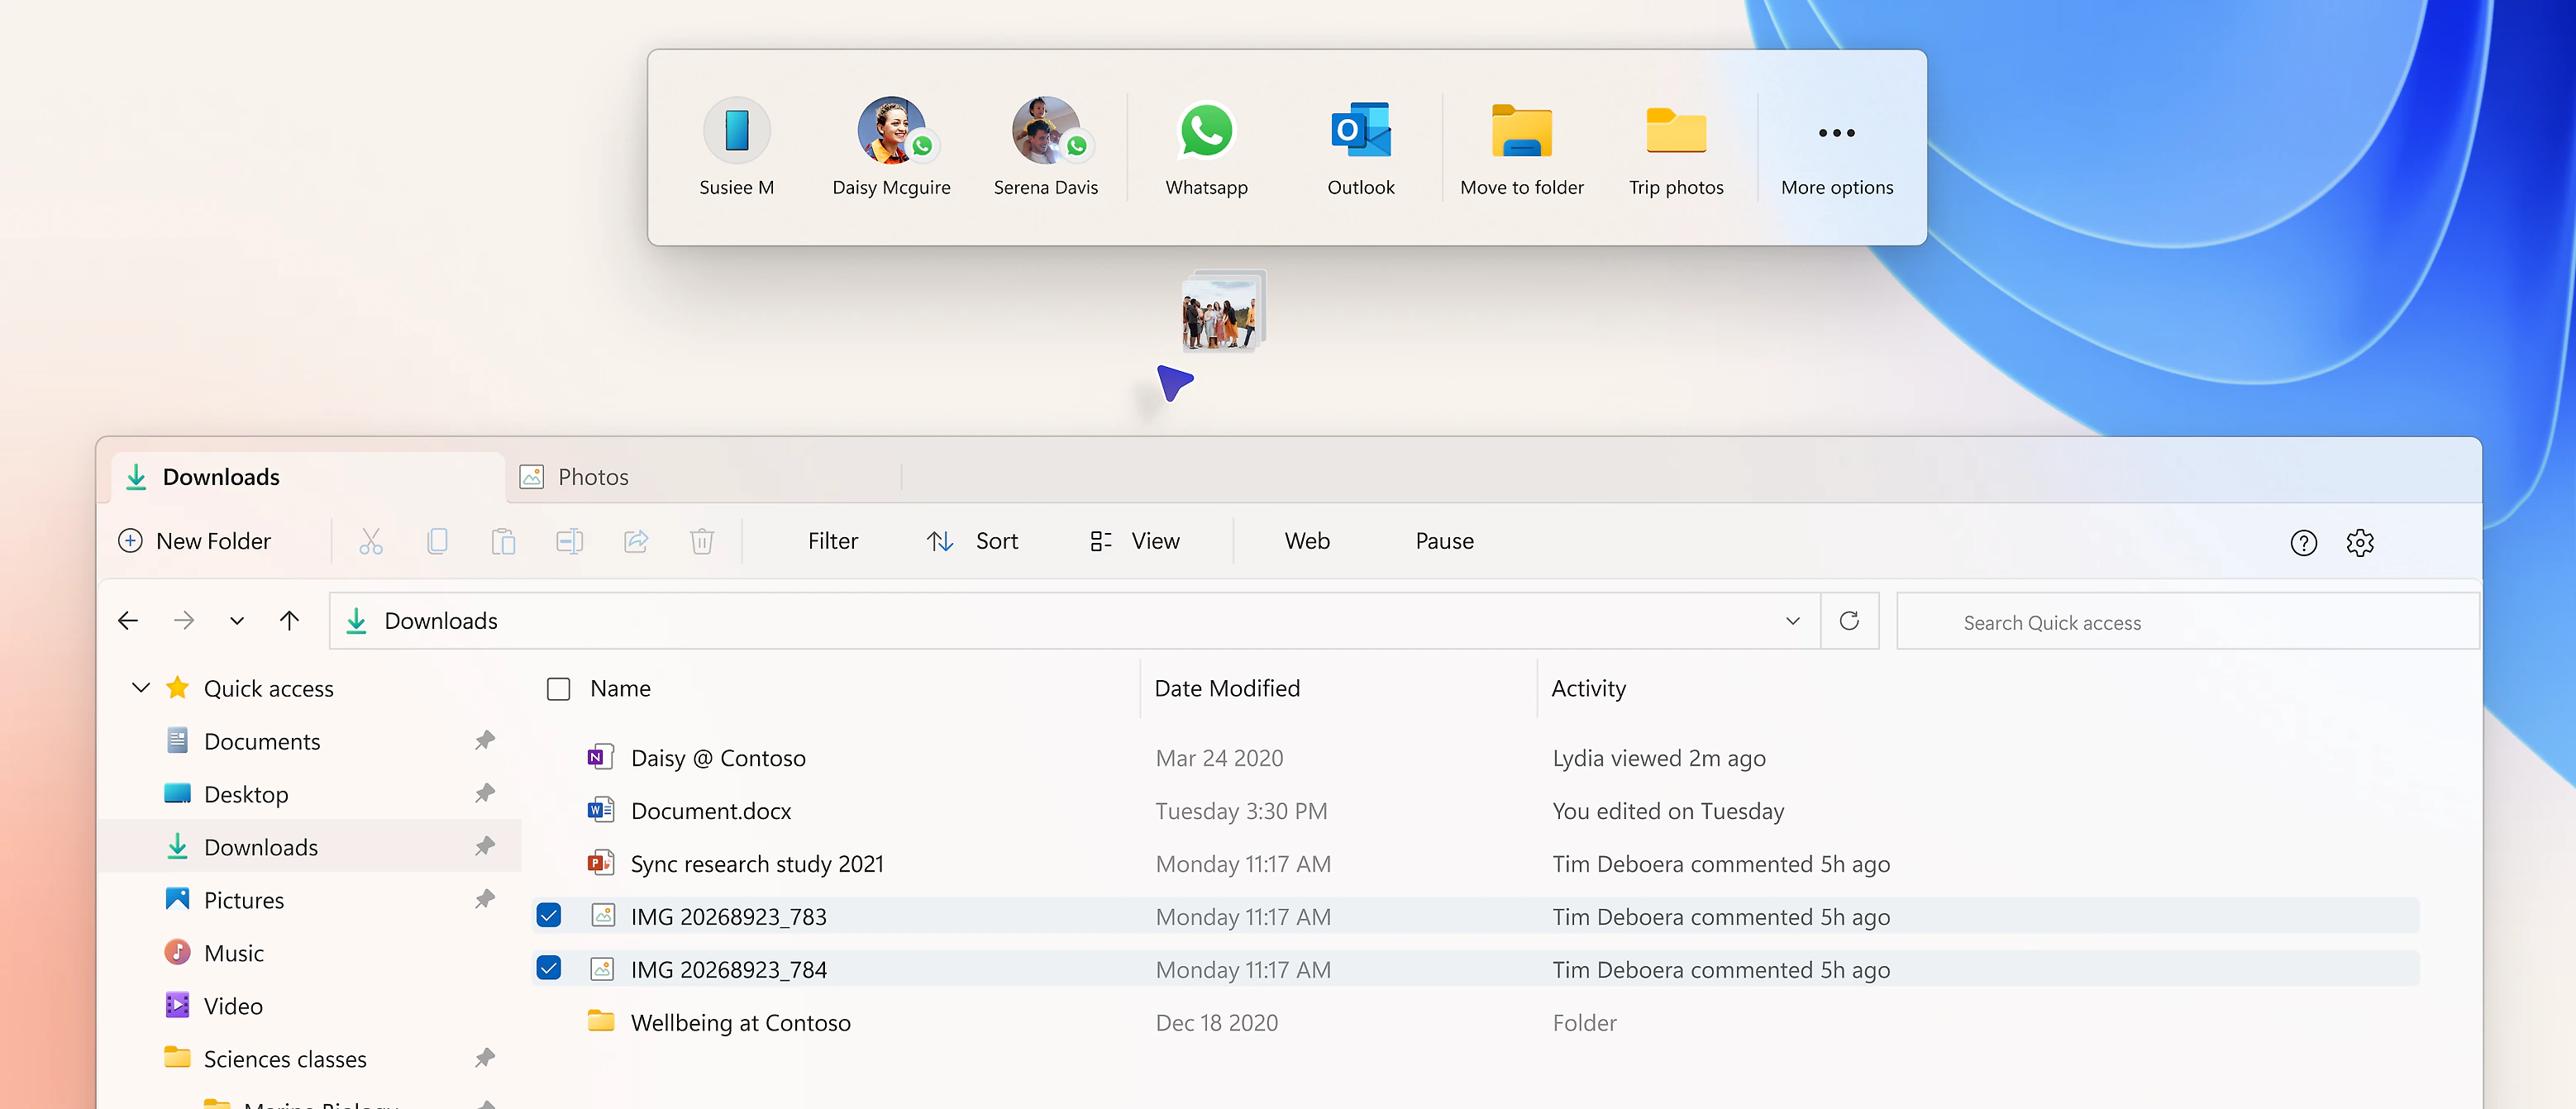 Susiee M
Daisy Mcguire
Serena Davis
Whatsapp
Outlook
Move to folder
Trip photos
More options
Downloads
Photos
New Folder
Filter
Sort
View
Web
Pause
Downloads
Search Quick access
Quick access
Documents
Desktop
Downloads
Pictures
Music
Video
Sciences classes
Marine Biology
Name Date Modified Activity
Daisy @ Contoso Mar 24 2020 Lydia viewed 2m ago
Document.docx Tuesday 3:30 PM You edited on Tuesday
Sync research study 2021 Monday 11:17 AM Tim Deboera commented 5h ago
IMG 20268923_783 Monday 11:17 AM Tim Deboera commented 5h ago
IMG 20268923_784 Monday 11:17 AM Tim Deboera commented 5h ago
Wellbeing at Contoso Dec 18 2020 Folder